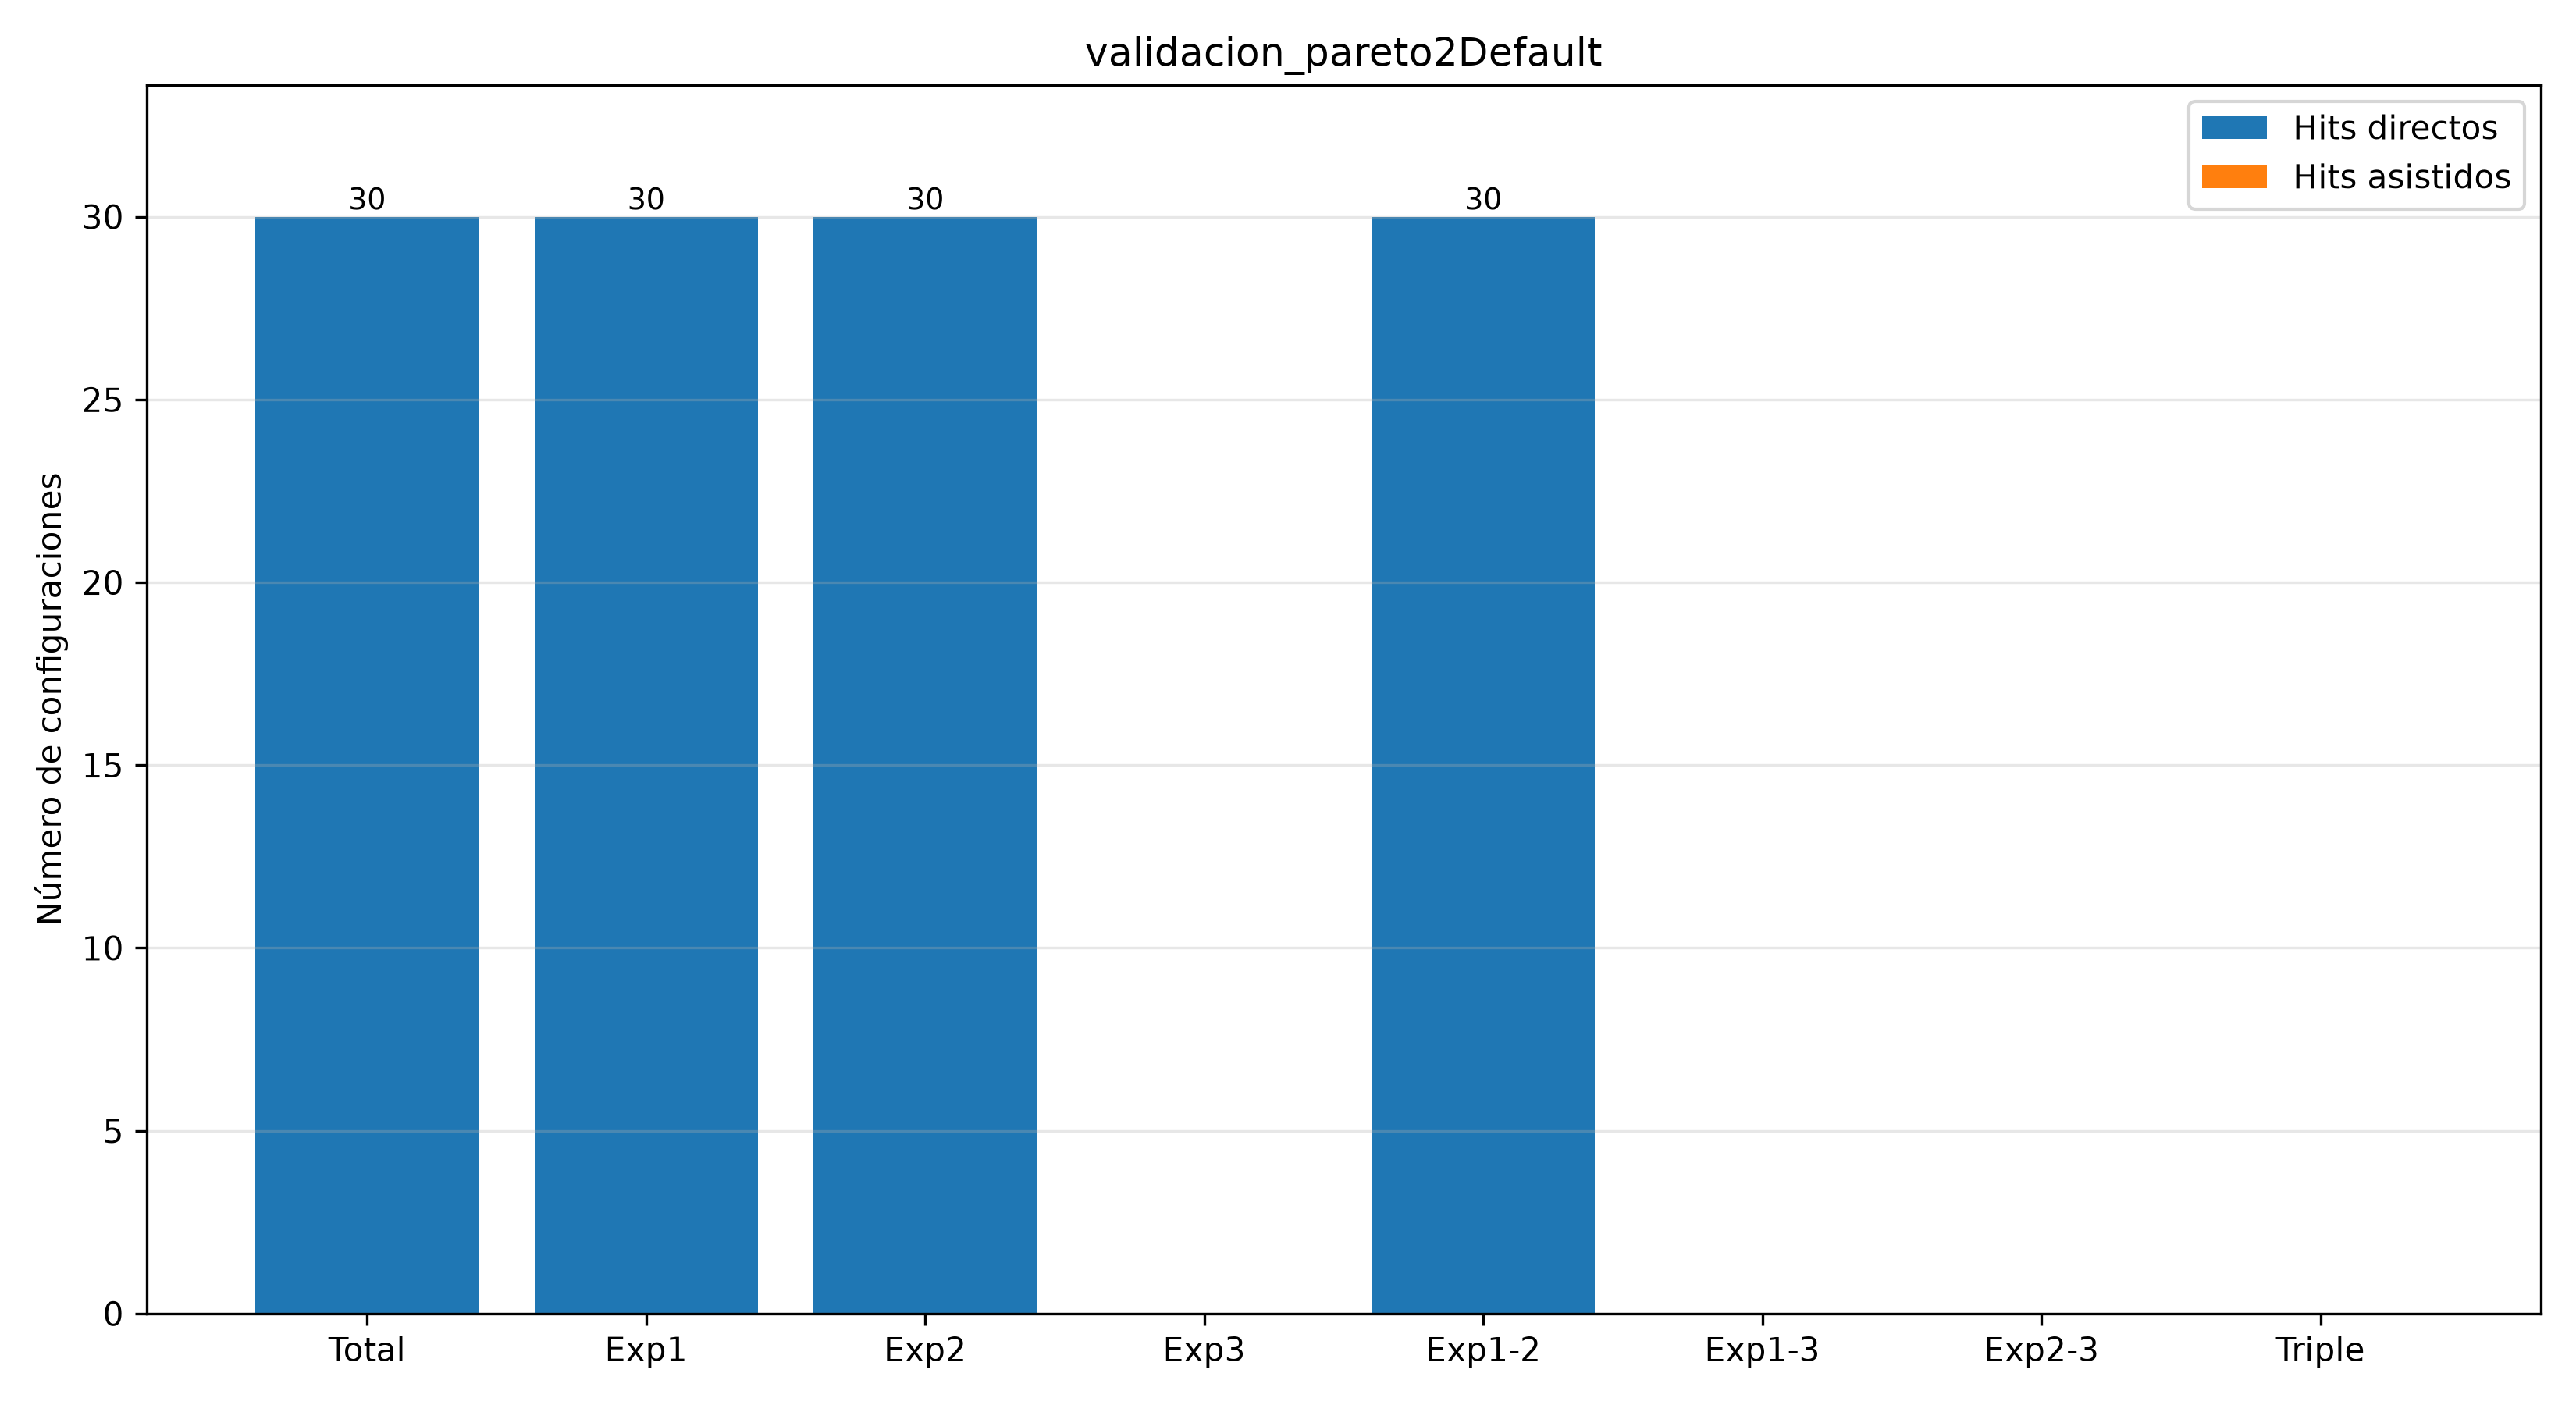 validacion_pareto2Default
Hits directos
Hits asistidos
30 30 30 30
Número de configuraciones
30
25
20
15
10
5
0
Total Exp1 Exp2 Exp3 Exp1-2 Exp1-3 Exp2-3 Triple